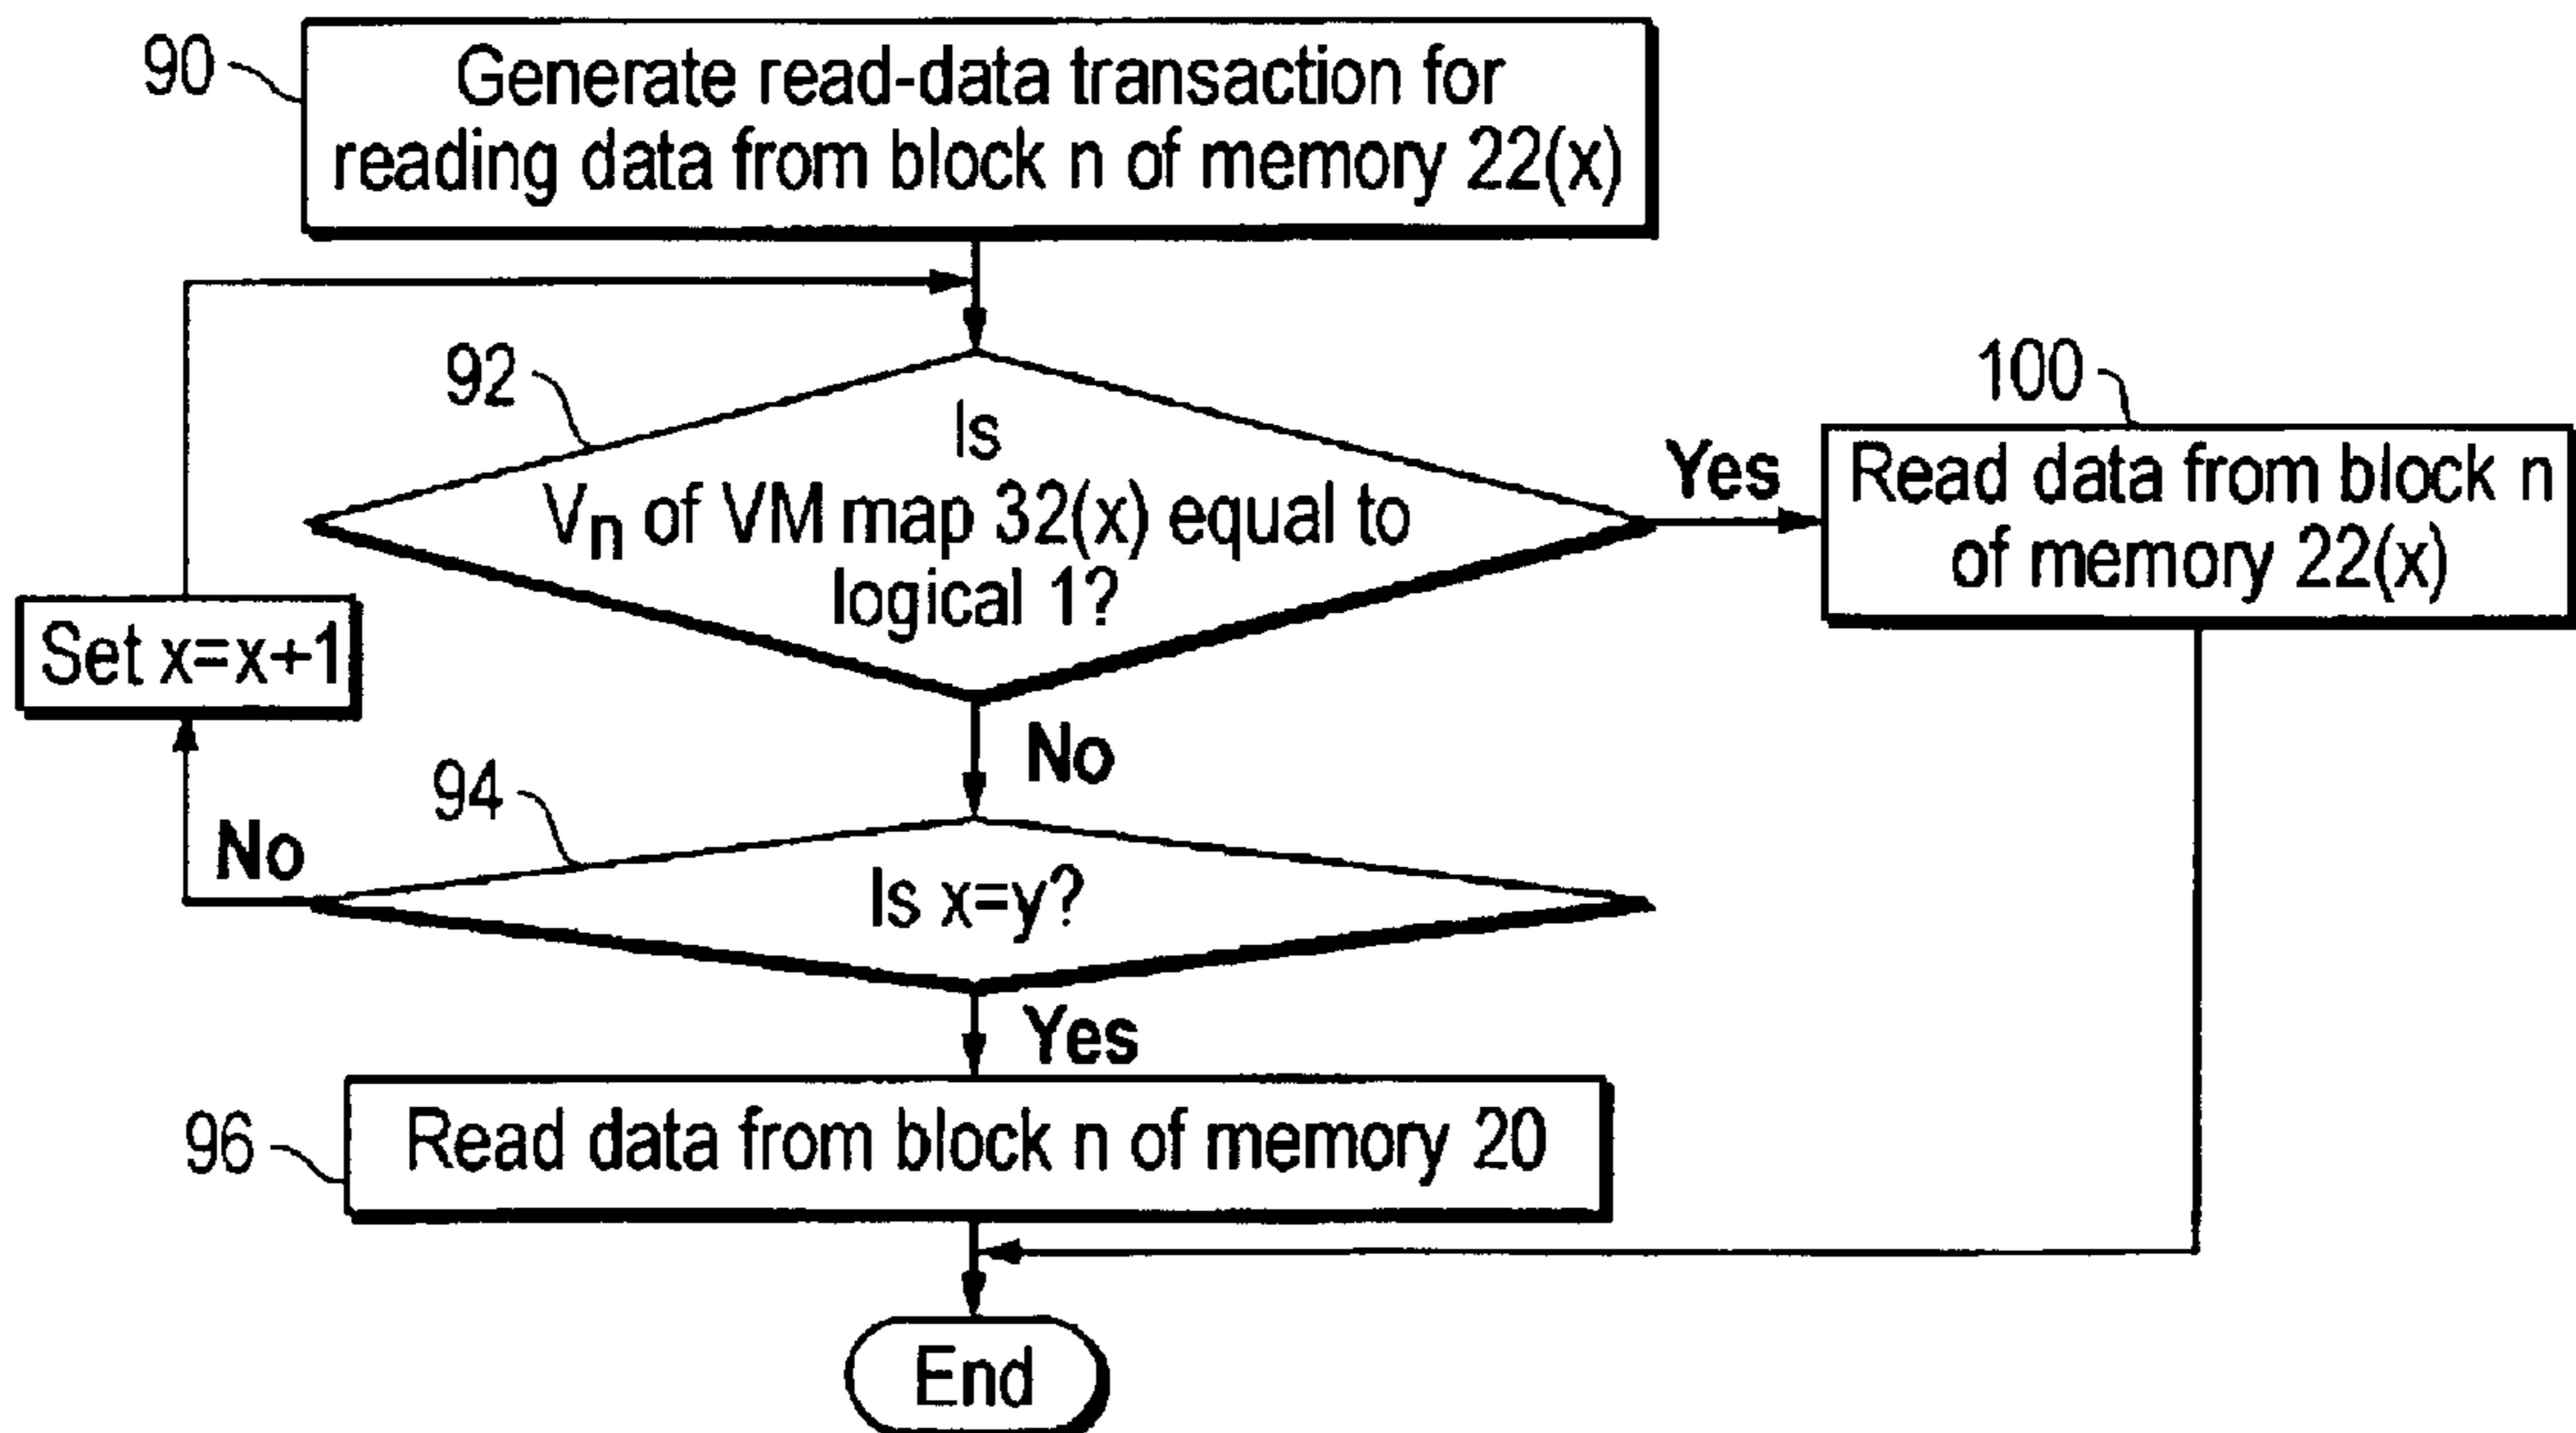 90
Generate read-data transaction for
reading data from block n of memory 22(x)
92
Is
Vn of VM map 32(x) equal to
logical 1?
Yes
100
Read data from block n
of memory 22(x)
Set x=x+1
No
94
No
Is x=y?
Yes
96
Read data from block n of memory 20
End